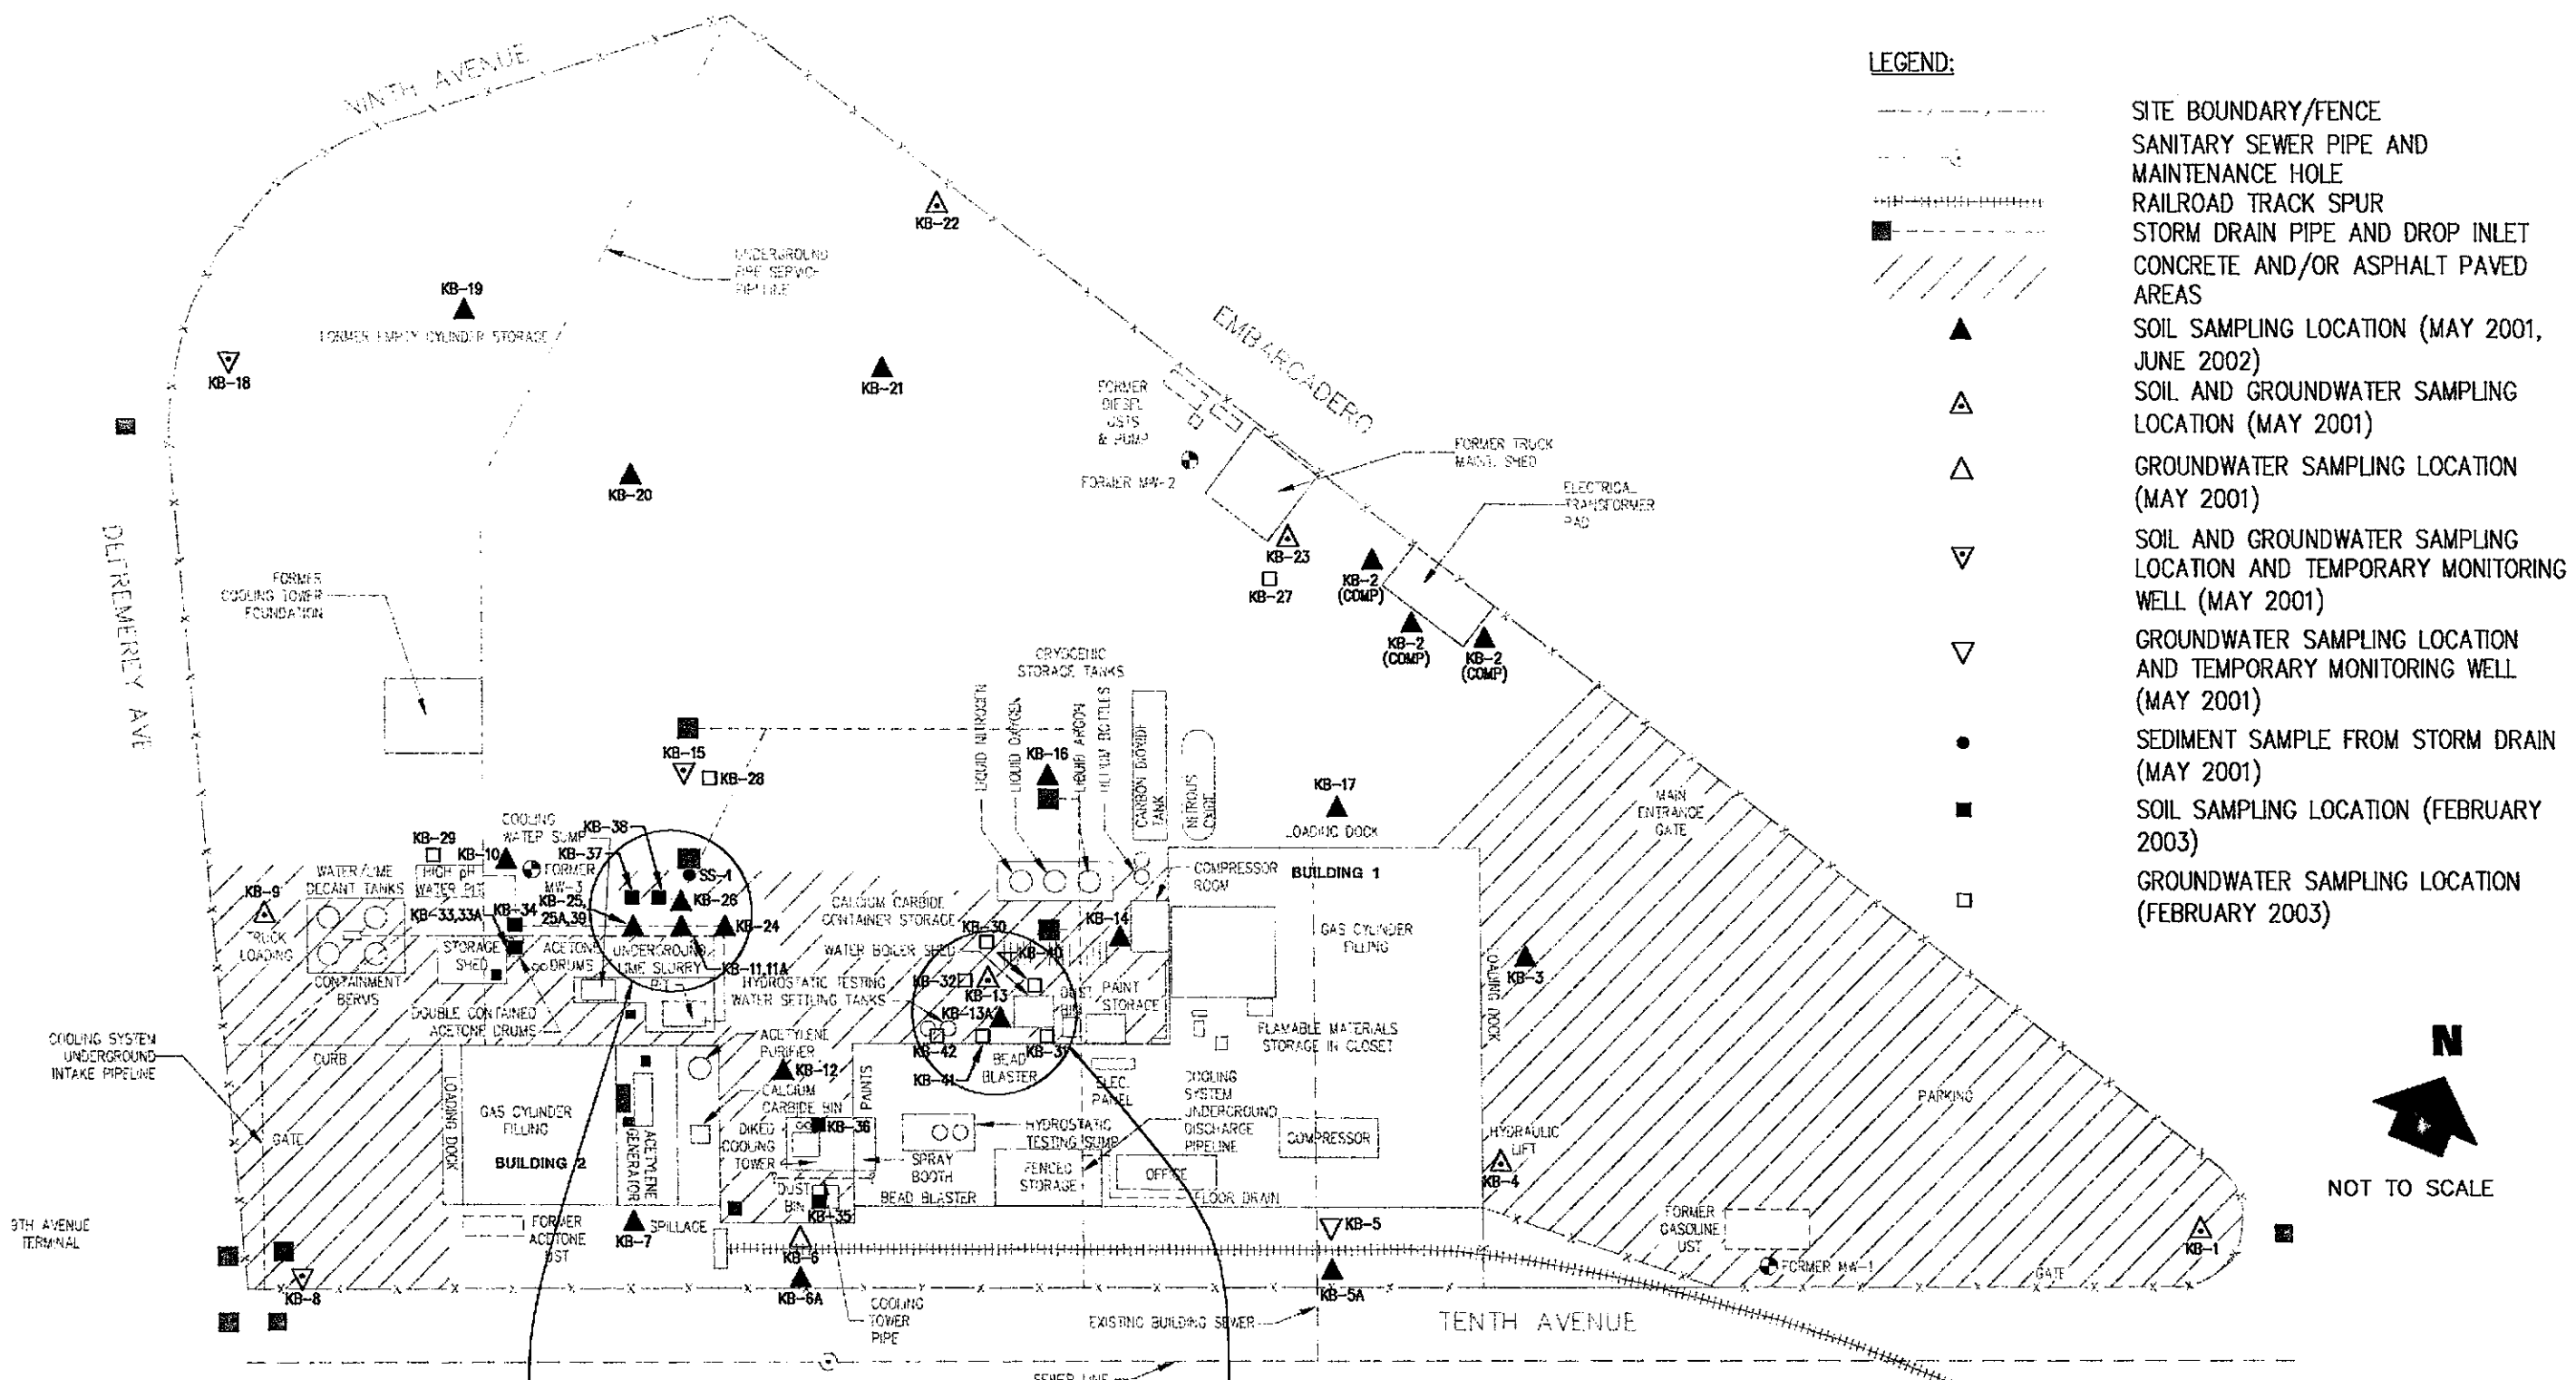 NINTH AVENUE
LEGEND:
SITE BOUNDARY/FENCE
SANITARY SEWER PIPE AND
MAINTENANCE HOLE
RAILROAD TRACK SPUR
STORM DRAIN PIPE AND DROP INLET
CONCRETE AND/OR ASPHALT PAVED
AREAS
SOIL SAMPLING LOCATION (MAY 2001,
JUNE 2002)
SOIL AND GROUNDWATER SAMPLING
LOCATION (MAY 2001)
GROUNDWATER SAMPLING LOCATION
(MAY 2001)
SOIL AND GROUNDWATER SAMPLING
LOCATION AND TEMPORARY MONITORING
WELL (MAY 2001)
GROUNDWATER SAMPLING LOCATION
AND TEMPORARY MONITORING WELL
(MAY 2001)
SEDIMENT SAMPLE FROM STORM DRAIN
(MAY 2001)
SOIL SAMPLING LOCATION (FEBRUARY
2003)
GROUNDWATER SAMPLING LOCATION
(FEBRUARY 2003)
N
NOT TO SCALE
KB-22
UNDERGROUND
FIRE SERVICE
PIPELINE
KB-19
FORMER EMPTY CYLINDER STORAGE
KB-18
KB-21
EMBARCADERO
FORMER
DIESEL
USTS
& PUMP
FORMER MW-2
FORMER TRUCK
MAINT. SHED
KB-20
ELECTRICAL
TRANSFORMER
PAD
KB-23
KB-27
KB-2
(COMP)
KB-2
(COMP)
KB-2
(COMP)
DEFREMEREY AVE
FORMER
COOLING TOWER
FOUNDATION
CRYOGENIC
STORAGE TANKS
LIQUID NITROGEN
LIQUID OXYGEN
LIQUID ARGON
HELIUM BOTTLES
CARBON DIOXIDE
TANK
NITROUS
OXIDE
KB-15
KB-28
KB-16
KB-17
LOADING DOCK
MAIN
ENTRANCE
GATE
COOLING
WATER SUMP
KB-38
KB-29
KB-10
KB-37
HIGH pH
WATER PIT
FORMER
MW-3
SS-1
WATER/LIME
DECANT TANKS
KB-9
KB-25,
25A,39
KB-26
KB-24
KB-33,33A
KB-34
TRUCK
LOADING
STORAGE
SHED
ACETONE
DRUMS
UNDERGROUND
LIME SLURRY
PIT
KB-11,11A
CONTAINMENT
BERMS
DOUBLE CONTAINED
ACETONE DRUMS
COMPRESSOR
ROOM
BUILDING 1
CALCIUM CARBIDE
CONTAINER STORAGE
KB-30
KB-14
WATER BOILER SHED
KB-40
GAS CYLINDER
FILLING
HYDROSTATIC TESTING
WATER SETTLING TANKS
KB-32
KB-13
KB-13A
DUST
BIN
PAINT
STORAGE
LOADING DOCK
KB-3
KB-42
KB-31
KB-41
BEAD
BLASTER
FLAMABLE MATERIALS
STORAGE IN CLOSET
COOLING SYSTEM
UNDERGROUND
INTAKE PIPELINE
CURB
GATE
LOADING DOCK
GAS CYLINDER
FILLING
BUILDING 2
ACETYLENE
GENERATOR
ACETYLENE
PURIFIER
KB-12
CALCIUM
CARBIDE BIN
PAINTS
DIKED
COOLING
TOWER
KB-36
SPRAY
BOOTH
DUST
BIN
KB-35
BEAD BLASTER
ELEC.
PANEL
HYDROSTATIC
TESTING SUMP
FENCED
STORAGE
COOLING
SYSTEM
UNDERGROUND
DISCHARGE
PIPELINE
COMPRESSOR
OFFICE
FLOOR DRAIN
HYDRAULIC
LIFT
KB-4
PARKING
9TH AVENUE
TERMINAL
FORMER
ACETONE
UST
KB-7
SPILLAGE
KB-6
KB-5
FORMER
GASOLINE
UST
KB-1
KB-8
KB-6A
KB-5A
FORMER MW-1
GATE
COOLING
TOWER
PIPE
EXISTING BUILDING SEWER
TENTH AVENUE
SEWER LINE